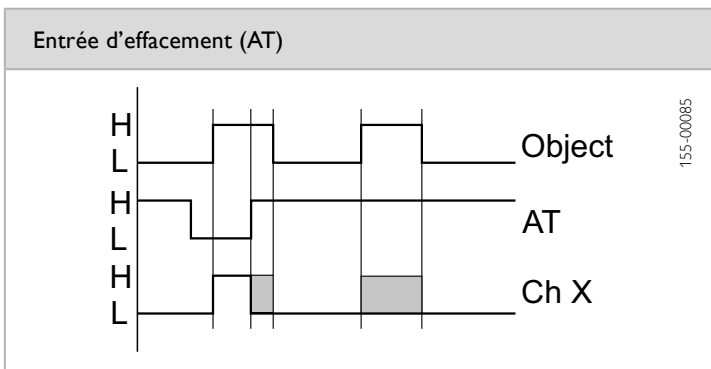 Entrée d’effacement (AT)
155-00085
H
L
Object
H
L
AT
H
L
Ch X